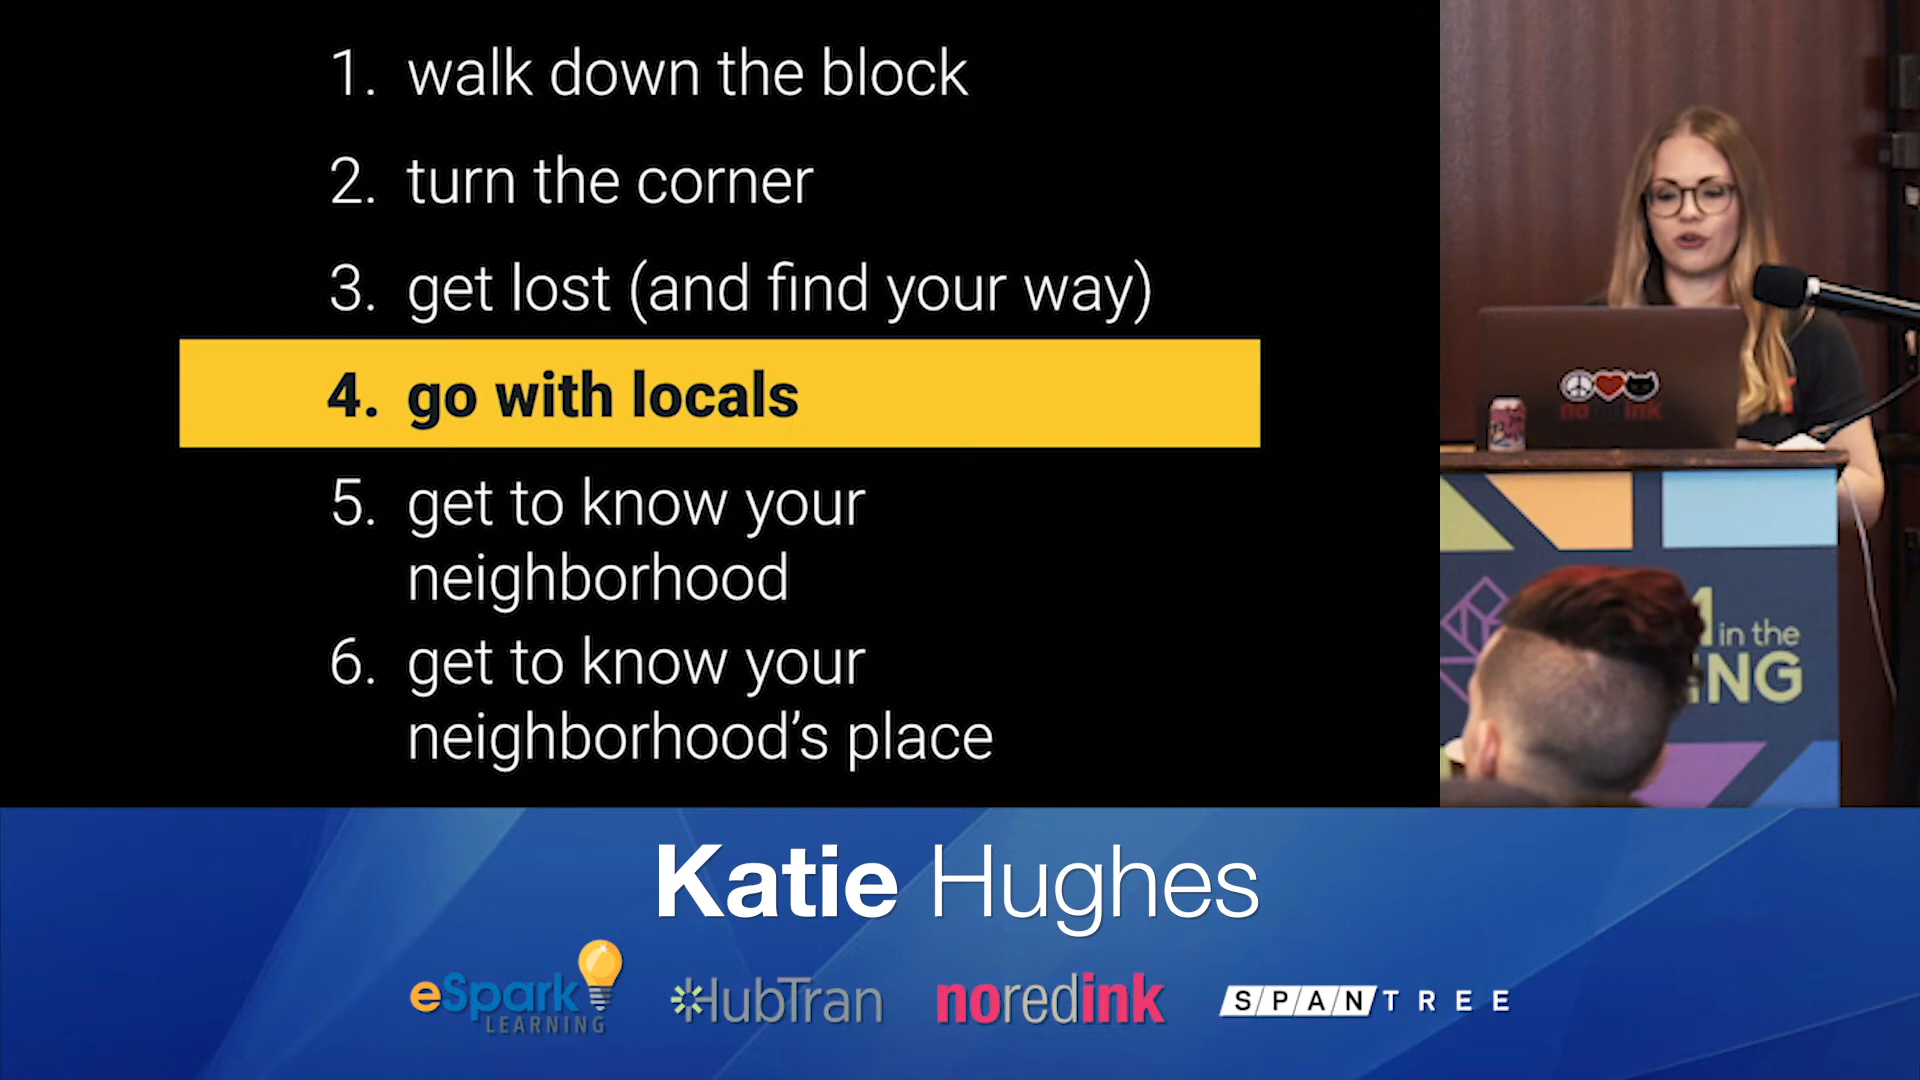 1. walk down the block
2. turn the corner
3. get lost (and find your way)
4. go with locals
5. get to know your
neighborhood
6. get to know your
neighborhood's place
noredink
in the
NG
Katie Hughes
eSpark
LEARNING
HubTran
noredink
SPANTREE